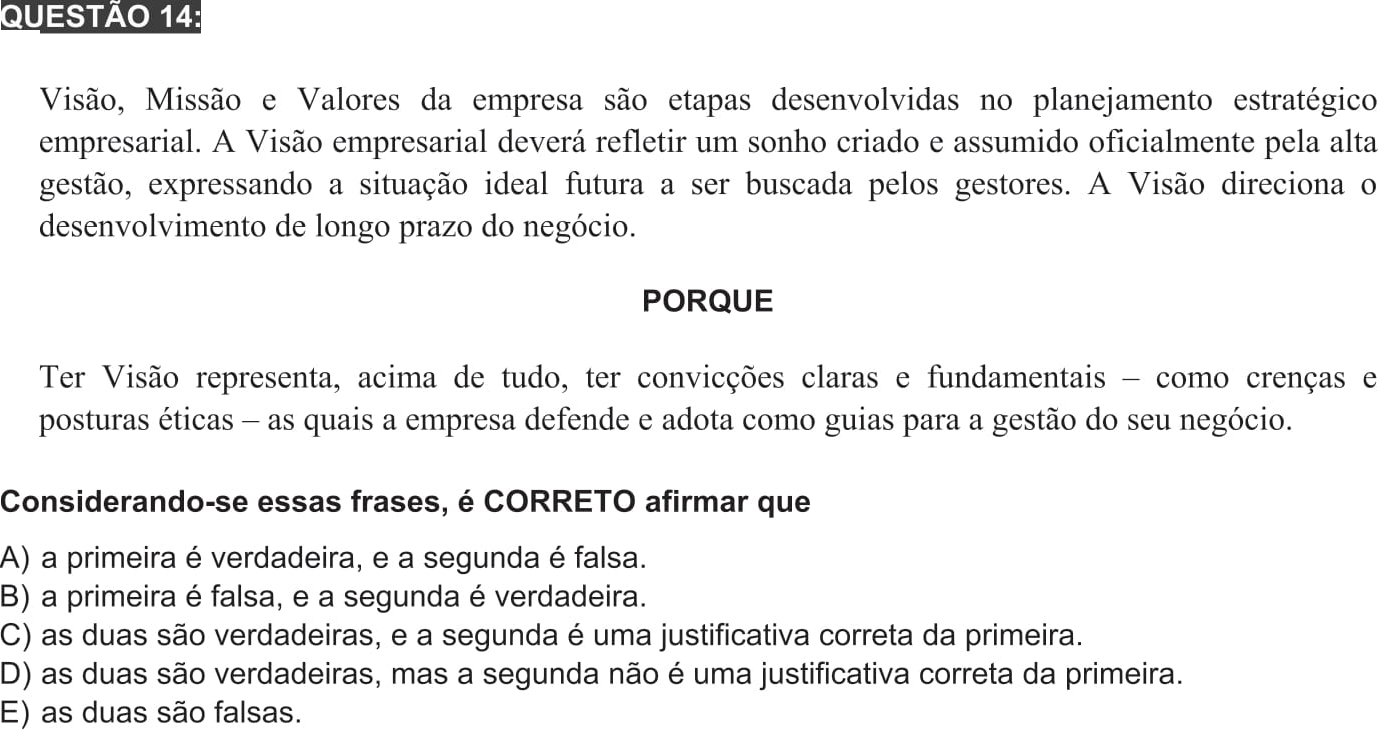 QUESTÃO 14:
Visão, Missão e Valores da empresa são etapas desenvolvidas no planejamento estratégico
empresarial. A Visão empresarial deverá refletir um sonho criado e assumido oficialmente pela alta
gestão, expressando a situação ideal futura a ser buscada pelos gestores. A Visão direciona o
desenvolvimento de longo prazo do negócio.
PORQUE
Ter Visão representa, acima de tudo, ter convicções claras e fundamentais – como crenças e
posturas éticas – as quais a empresa defende e adota como guias para a gestão do seu negócio.
Considerando-se essas frases, é CORRETO afirmar que
A) a primeira é verdadeira, e a segunda é falsa.
B) a primeira é falsa, e a segunda é verdadeira.
C) as duas são verdadeiras, e a segunda é uma justificativa correta da primeira.
D) as duas são verdadeiras, mas a segunda não é uma justificativa correta da primeira.
E) as duas são falsas.